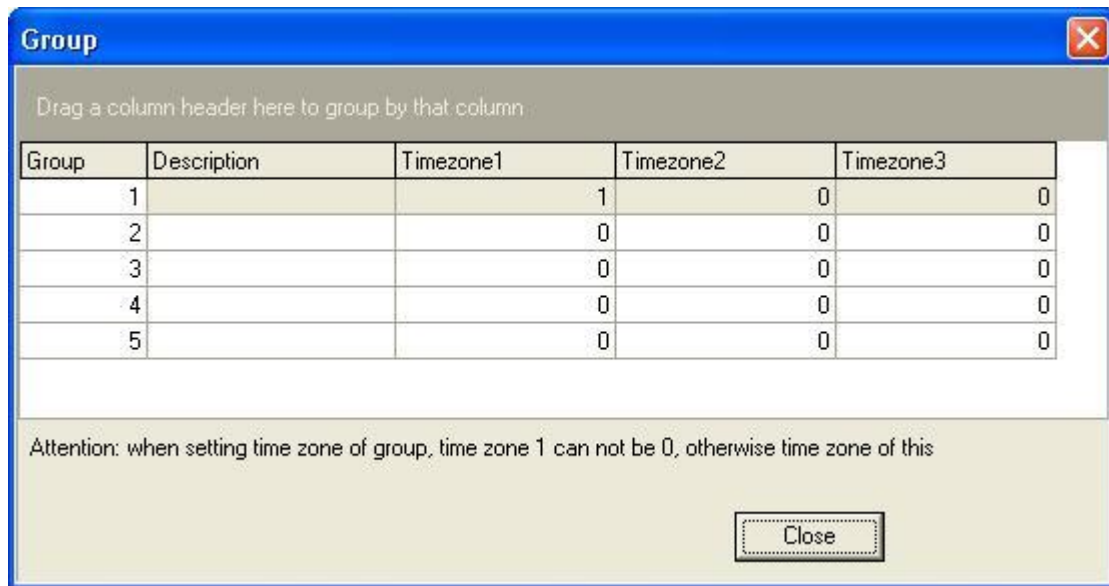 Group
Drag a column header here to group by that column
Group Description Timezone1 Timezone2 Timezone3
1 1 0 0
2 0 0 0
3 0 0 0
4 0 0 0
5 0 0 0
Attention: when setting time zone of group, time zone 1 can not be 0, otherwise time zone of this
Close